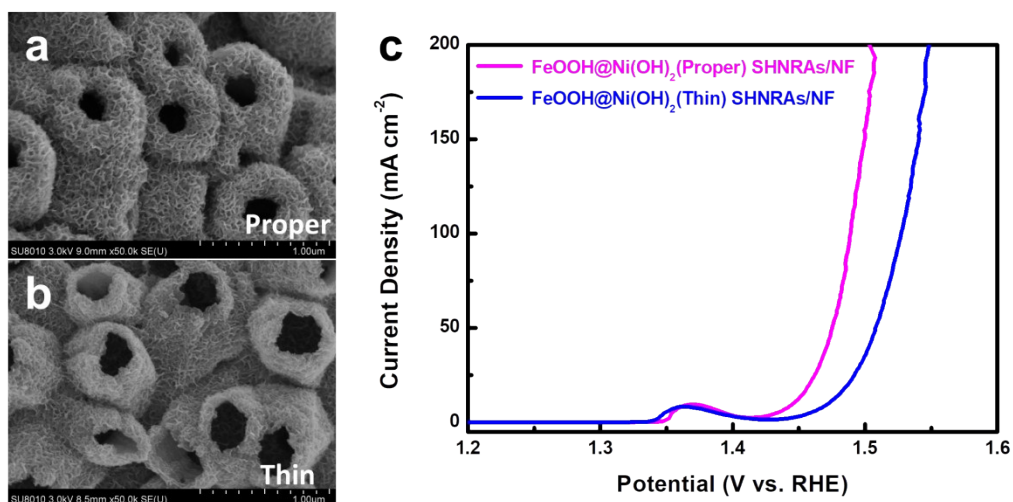 a
Proper
SU8010 3.0kV 9.0mm x50.0k SE(U)
1.00um
b
Thin
SU8010 3.0kV 8.5mm x50.0k SE(U)
1.00um
c
200
150
100
50
0
1.2
1.3
1.4
1.5
1.6
Current Density (mA cm⁻²)
Potential (V vs. RHE)
FeOOH@Ni(OH)₂(Proper) SHNRAs/NF
FeOOH@Ni(OH)₂(Thin) SHNRAs/NF